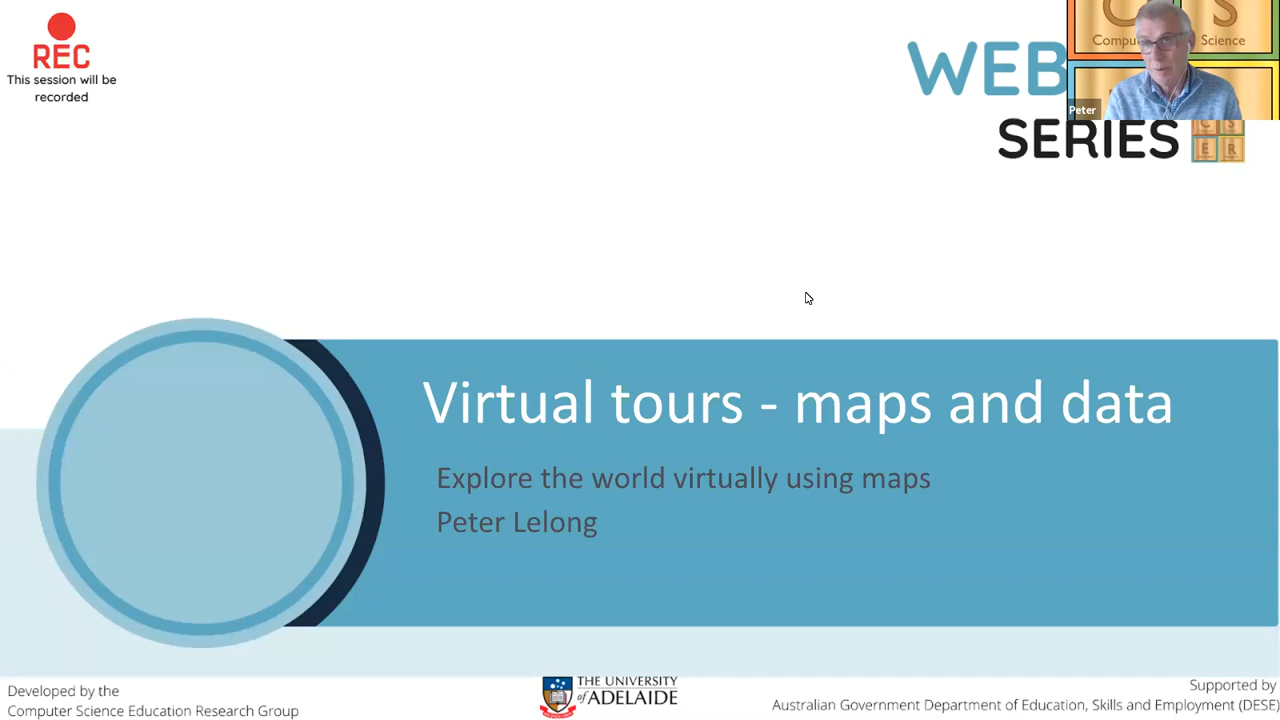 REC
This session will be
recorded
WEB
SERIES
C S
Compu Science
Peter
C S
E R
Virtual tours - maps and data
Explore the world virtually using maps
Peter Lelong
Developed by the
Computer Science Education Research Group
THE UNIVERSITY
of ADELAIDE
Supported by
Australian Government Department of Education, Skills and Employment (DESE)